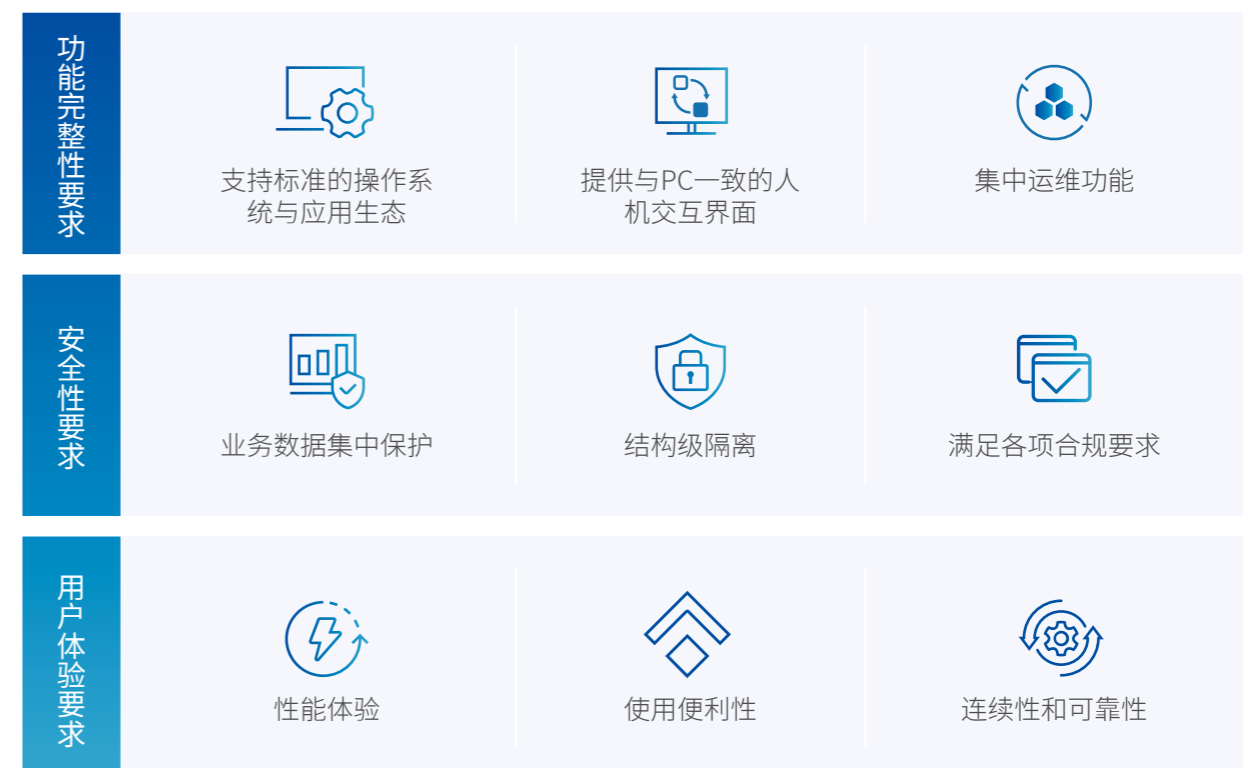 功能完整性要求
支持标准的操作系
统与应用生态
提供与PC一致的人
机交互界面
集中运维功能
安全性要求
业务数据集中保护
结构级隔离
满足各项合规要求
用户体验要求
性能体验
使用便利性
连续性和可靠性